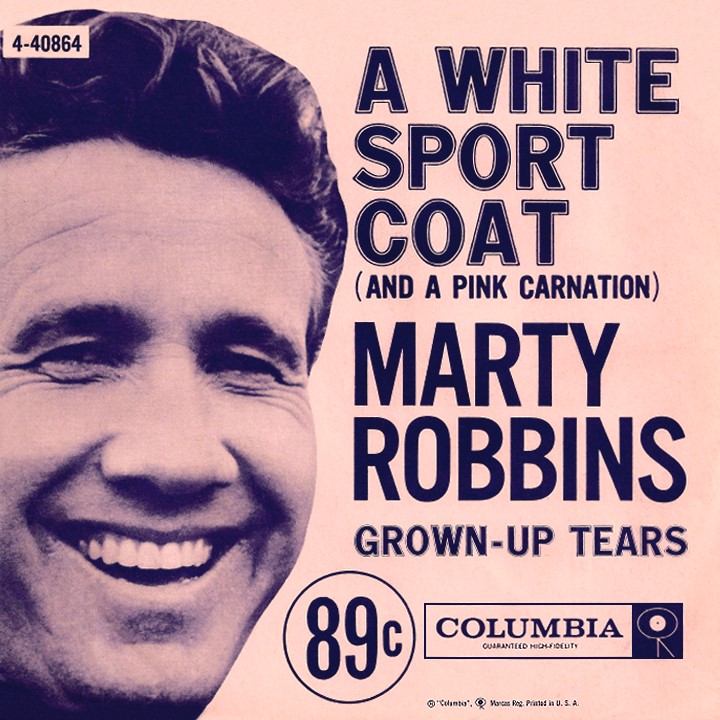 4-40864
A WHITE
SPORT
COAT
(AND A PINK CARNATION)
MARTY
ROBBINS
GROWN-UP TEARS
89c
COLUMBIA
GUARANTEED HIGH-FIDELITY
® "Columbia", Marcas Reg. Printed in U. S. A.